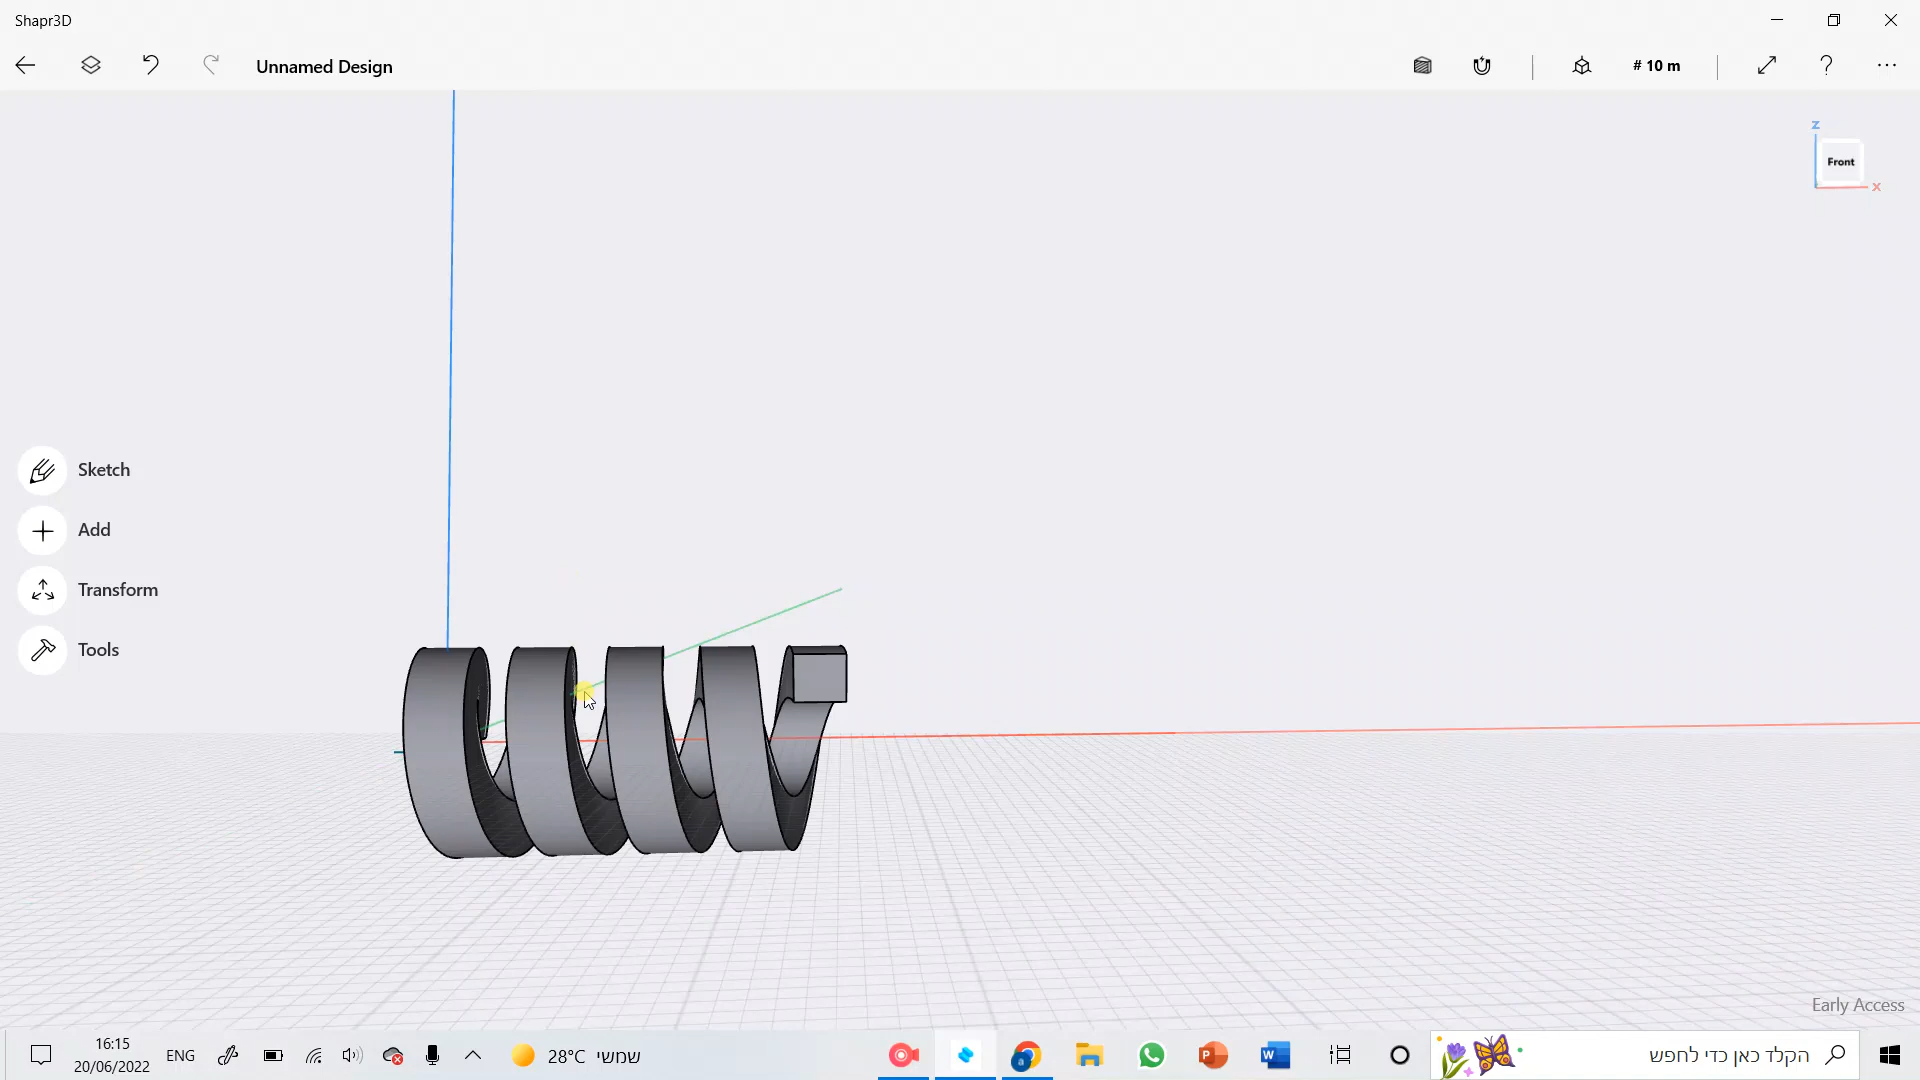 Shapr3D
Unnamed Design
# 10 m
Z
Front
X
Sketch
Add
Transform
Tools
Early Access
16:15
20/06/2022
ENG
28°C שמשי
הקלד כאן כדי לחפש